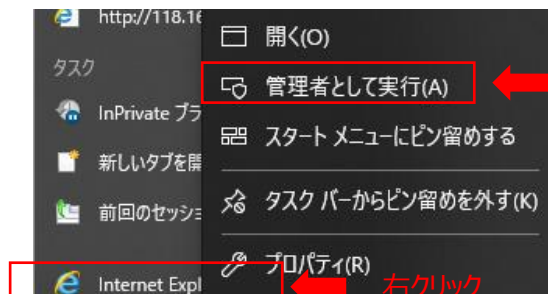 http://118.16
開く(O)
タスク
管理者として実行(A)
InPrivate ブラ
スタート メニューにピン留めする
新しいタブを開
タスク バーからピン留めを外す(K)
前回のセッショ
プロパティ(R)
Internet Expl
右クリック